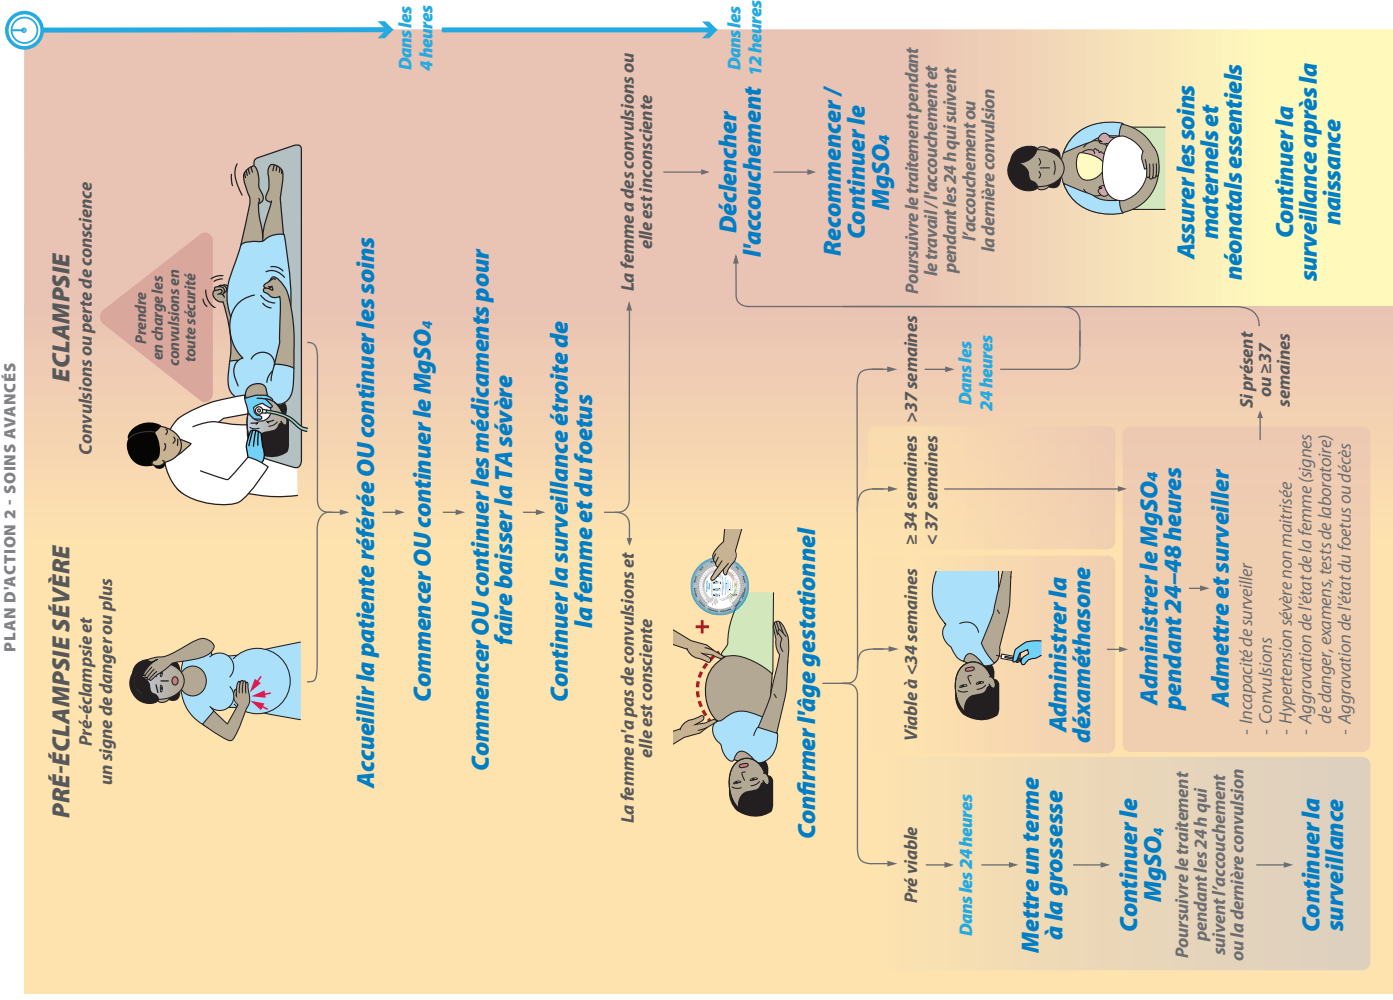 PLAN D'ACTION 2 - SOINS AVANCÉS
PRÉ-ÉCLAMPSIE SÉVÈRE
Pré-éclampsie et
un signe de danger ou plus
ECLAMPSIE
Convulsions ou perte de conscience
Prendre
en charge les
convulsions en
toute sécurité
Accueillir la patiente référée OU continuer les soins
Dans les
4 heures
Commencer OU continuer le MgSO₄
Commencer OU continuer les médicaments pour
faire baisser la TA sévère
Continuer la surveillance étroite de
la femme et du foetus
La femme n'a pas de convulsions et
elle est consciente
La femme a des convulsions ou
elle est inconsciente
Confirmer l'âge gestationnel
Dans les
12 heures
Déclencher
l'accouchement
Recommencer /
Continuer le
MgSO₄
Poursuivre le traitement pendant
le travail / l'accouchement et
pendant les 24 h qui suivent
l'accouchement ou
la dernière convulsion
Assurer les soins
maternels et
néonatals essentiels
Continuer la
surveillance après la
naissance
Pré viable
Dans les 24 heures
Mettre un terme
à la grossesse
Continuer le
MgSO₄
Poursuivre le traitement
pendant les 24 h qui
suivent l'accouchement
ou la dernière convulsion
Continuer la
surveillance
Viable à <34 semaines
Administrer la
déxaméthasone
≥ 34 semaines
< 37 semaines
>37 semaines
Dans les
24 heures
Administrer le MgSO₄
pendant 24–48 heures
Admettre et surveiller
- Incapacité de surveiller
- Convulsions
- Hypertension sévère non maitrisée
- Aggravation de l'état de la femme (signes
de danger, examens, tests de laboratoire)
- Aggravation de l'état du foetus ou décès
Si présent
ou ≥37
semaines